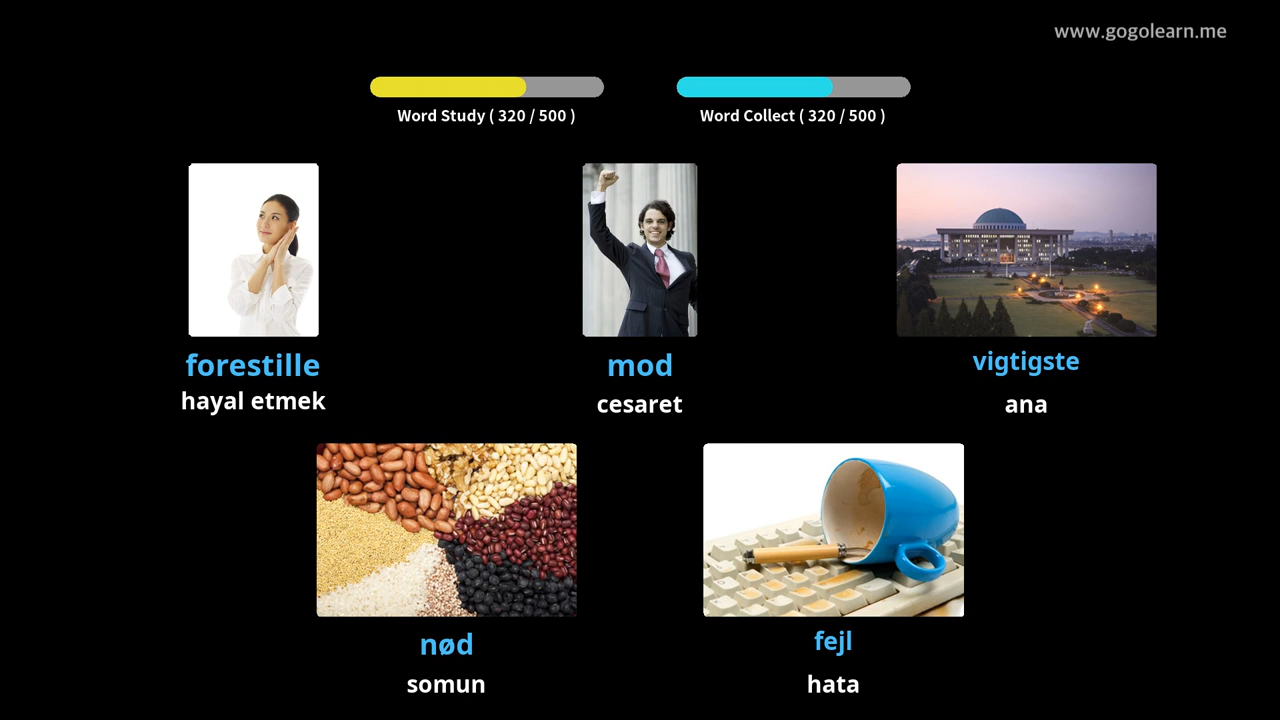 www.gogolearn.me
Word Study ( 320 / 500 )
Word Collect ( 320 / 500 )
forestille
hayal etmek
mod
cesaret
vigtigste
ana
nød
somun
fejl
hata